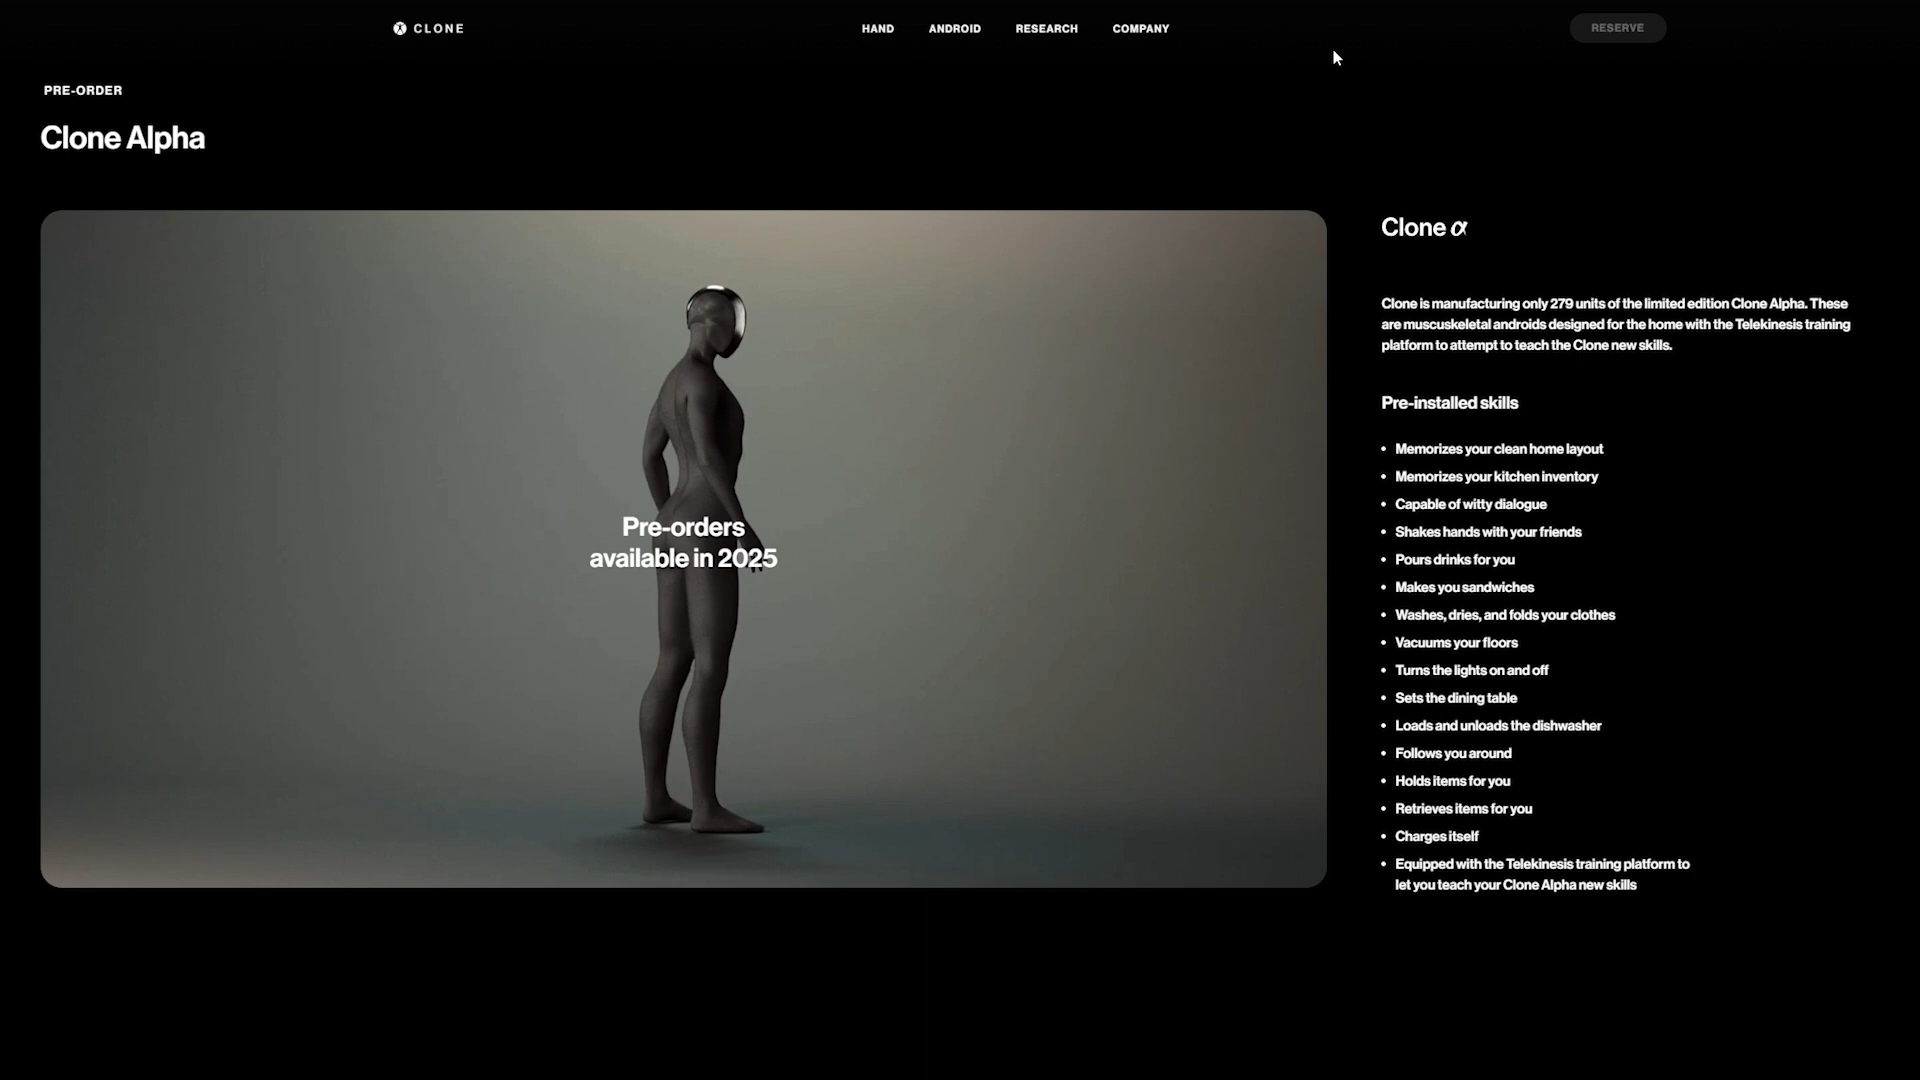 CLONE
HAND
ANDROID
RESEARCH
COMPANY
RESERVE
PRE-ORDER
Clone Alpha
Pre-orders
available in 2025
Clone α
Clone is manufacturing only 279 units of the limited edition Clone Alpha. These
are muscuskeletal androids designed for the home with the Telekinesis training
platform to attempt to teach the Clone new skills.
Pre-installed skills
• Memorizes your clean home layout
• Memorizes your kitchen inventory
• Capable of witty dialogue
• Shakes hands with your friends
• Pours drinks for you
• Makes you sandwiches
• Washes, dries, and folds your clothes
• Vacuums your floors
• Turns the lights on and off
• Sets the dining table
• Loads and unloads the dishwasher
• Follows you around
• Holds items for you
• Retrieves items for you
• Charges itself
• Equipped with the Telekinesis training platform to
let you teach your Clone Alpha new skills